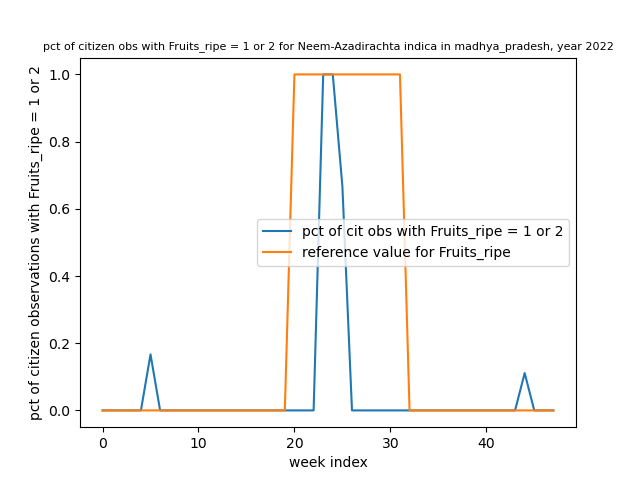 pct of citizen obs with Fruits_ripe = 1 or 2 for Neem-Azadirachta indica in madhya_pradesh, year 2022
pct of citizen observations with Fruits_ripe = 1 or 2
1.0
0.8
0.6
0.4
0.2
0.0
pct of cit obs with Fruits_ripe = 1 or 2
reference value for Fruits_ripe
0 10 20 30 40
week index